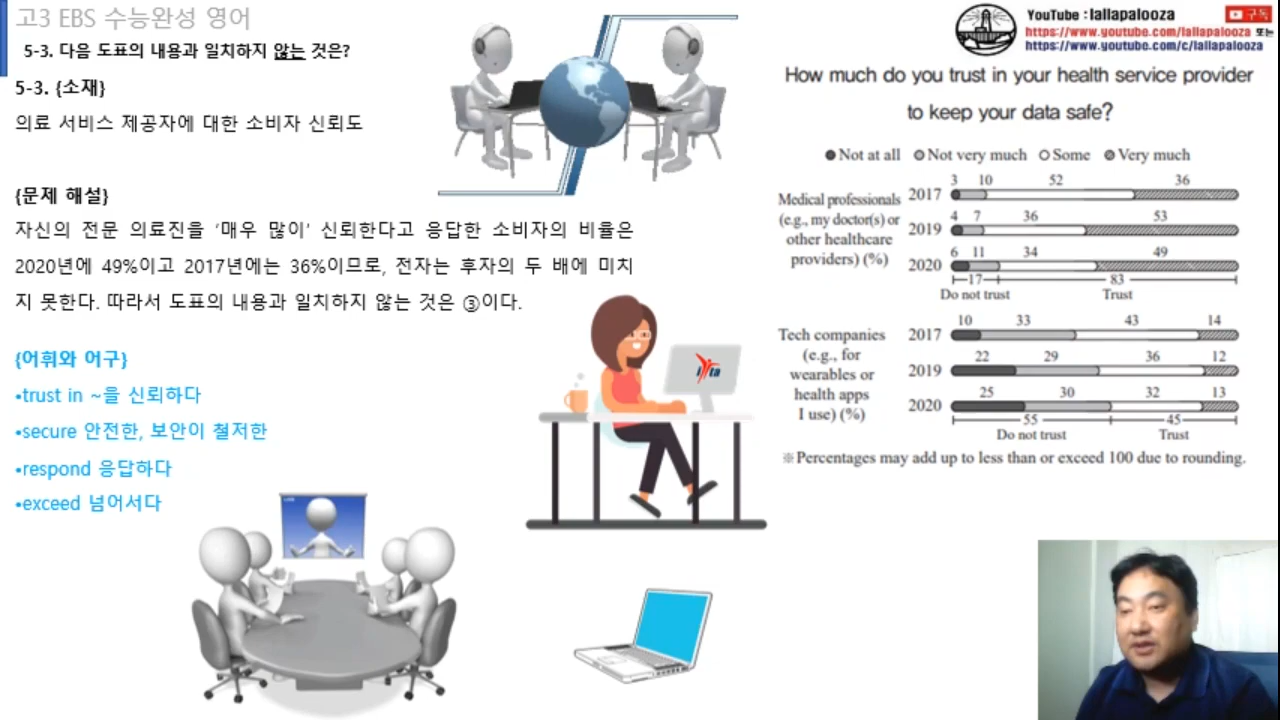 고3 EBS 수능완성 영어
5-3. 다음 도표의 내용과 일치하지 않는 것은?
5-3. {소재}
의료 서비스 제공자에 대한 소비자 신뢰도
{문제 해설}
자신의 전문 의료진을 ‘매우 많이’ 신뢰한다고 응답한 소비자의 비율은
2020년에 49%이고 2017년에는 36%이므로, 전자는 후자의 두 배에 미치
지 못한다. 따라서 도표의 내용과 일치하지 않는 것은 ③이다.
{어휘와 어구}
•trust in ~을 신뢰하다
•secure 안전한, 보안이 철저한
•respond 응답하다
•exceed 넘어서다
YouTube : lallapalooza
구독
https://www.youtube.com/lallapalooza 또는
https://www.youtube.com/c/lallapalooza
How much do you trust in your health service provider
to keep your data safe?
Not at all Not very much Some Very much
Medical professionals
(e.g., my doctor(s) or
other healthcare
providers) (%)
3 10 52 36
2017
4 7 36 53
2019
6 11 34 49
2020
17 83
Do not trust Trust
Tech companies
(e.g., for
wearables or
health apps
I use) (%)
10 33 43 14
2017
22 29 36 12
2019
25 30 32 13
2020
55 45
Do not trust Trust
※Percentages may add up to less than or exceed 100 due to rounding.